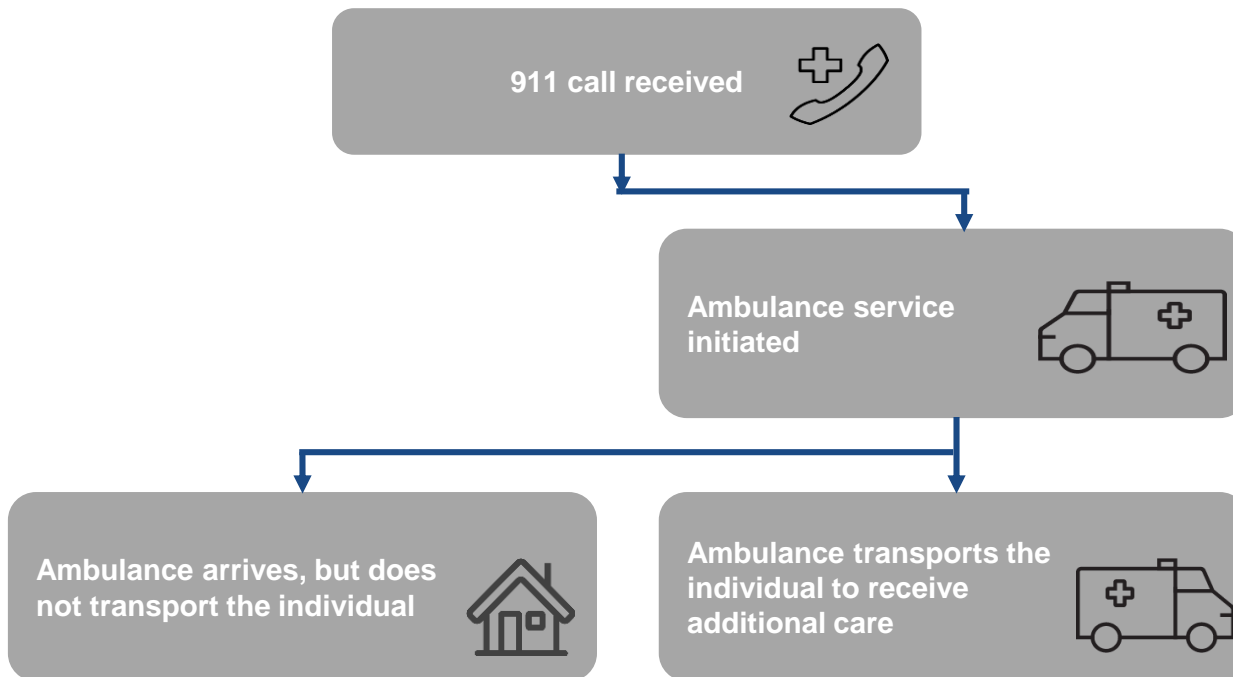 911 call received
Ambulance service
initiated
Ambulance arrives, but does
not transport the individual
Ambulance transports the
individual to receive
additional care